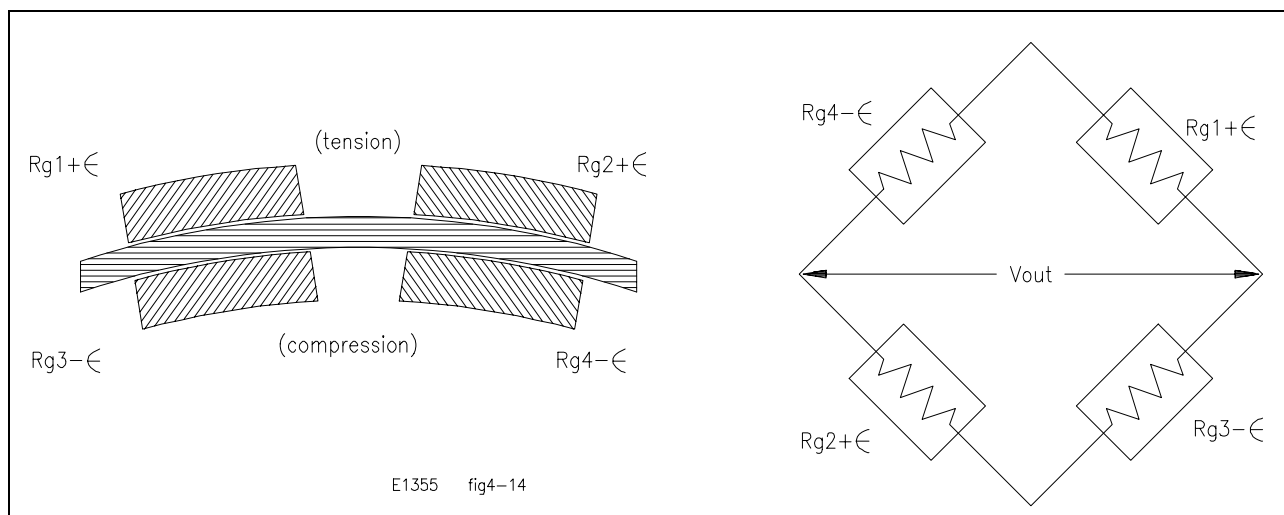 (tension)
Rg1+∈
Rg2+∈
Rg3-∈
(compression)
Rg4-∈
E1355 fig4-14
Rg4-∈
Rg1+∈
Vout
Rg2+∈
Rg3-∈